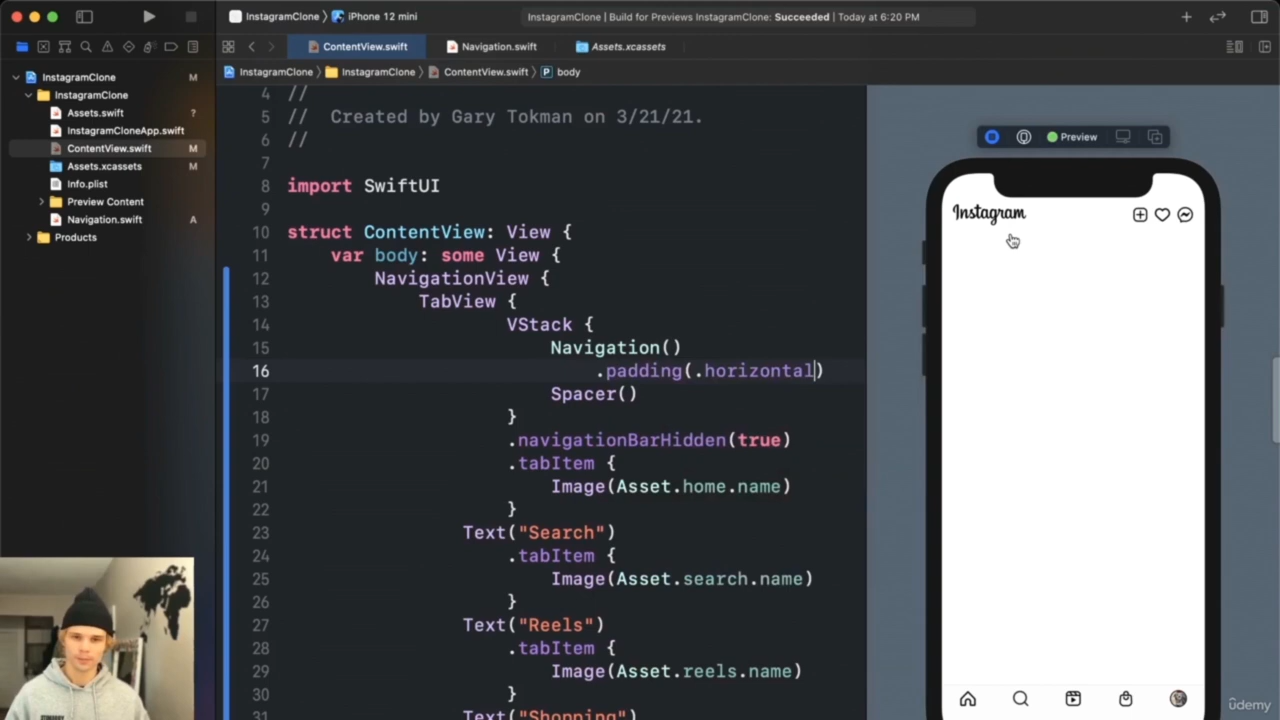 InstagramClone
iPhone 12 mini
InstagramClone | Build for Previews InstagramClone: Succeeded | Today at 6:20 PM
ContentView.swift
Navigation.swift
Assets.xcassets
InstagramClone
InstagramClone
ContentView.swift
P
body
InstagramClone M
InstagramClone
Assets.swift ?
InstagramCloneApp.swift
ContentView.swift M
Assets.xcassets M
Info.plist
Preview Content
Navigation.swift A
Products
4 //
5 // Created by Gary Tokman on 3/21/21.
6 //
7
8 import SwiftUI
9
10 struct ContentView: View {
11 var body: some View {
12 NavigationView {
13 TabView {
14 VStack {
15 Navigation()
16 .padding(.horizontal)
17 Spacer()
18 }
19 .navigationBarHidden(true)
20 .tabItem {
21 Image(Asset.home.name)
22 }
23 Text("Search")
24 .tabItem {
25 Image(Asset.search.name)
26 }
27 Text("Reels")
28 .tabItem {
29 Image(Asset.reels.name)
30 }
31 Text("Shopping")
Preview
Instagram
udemy